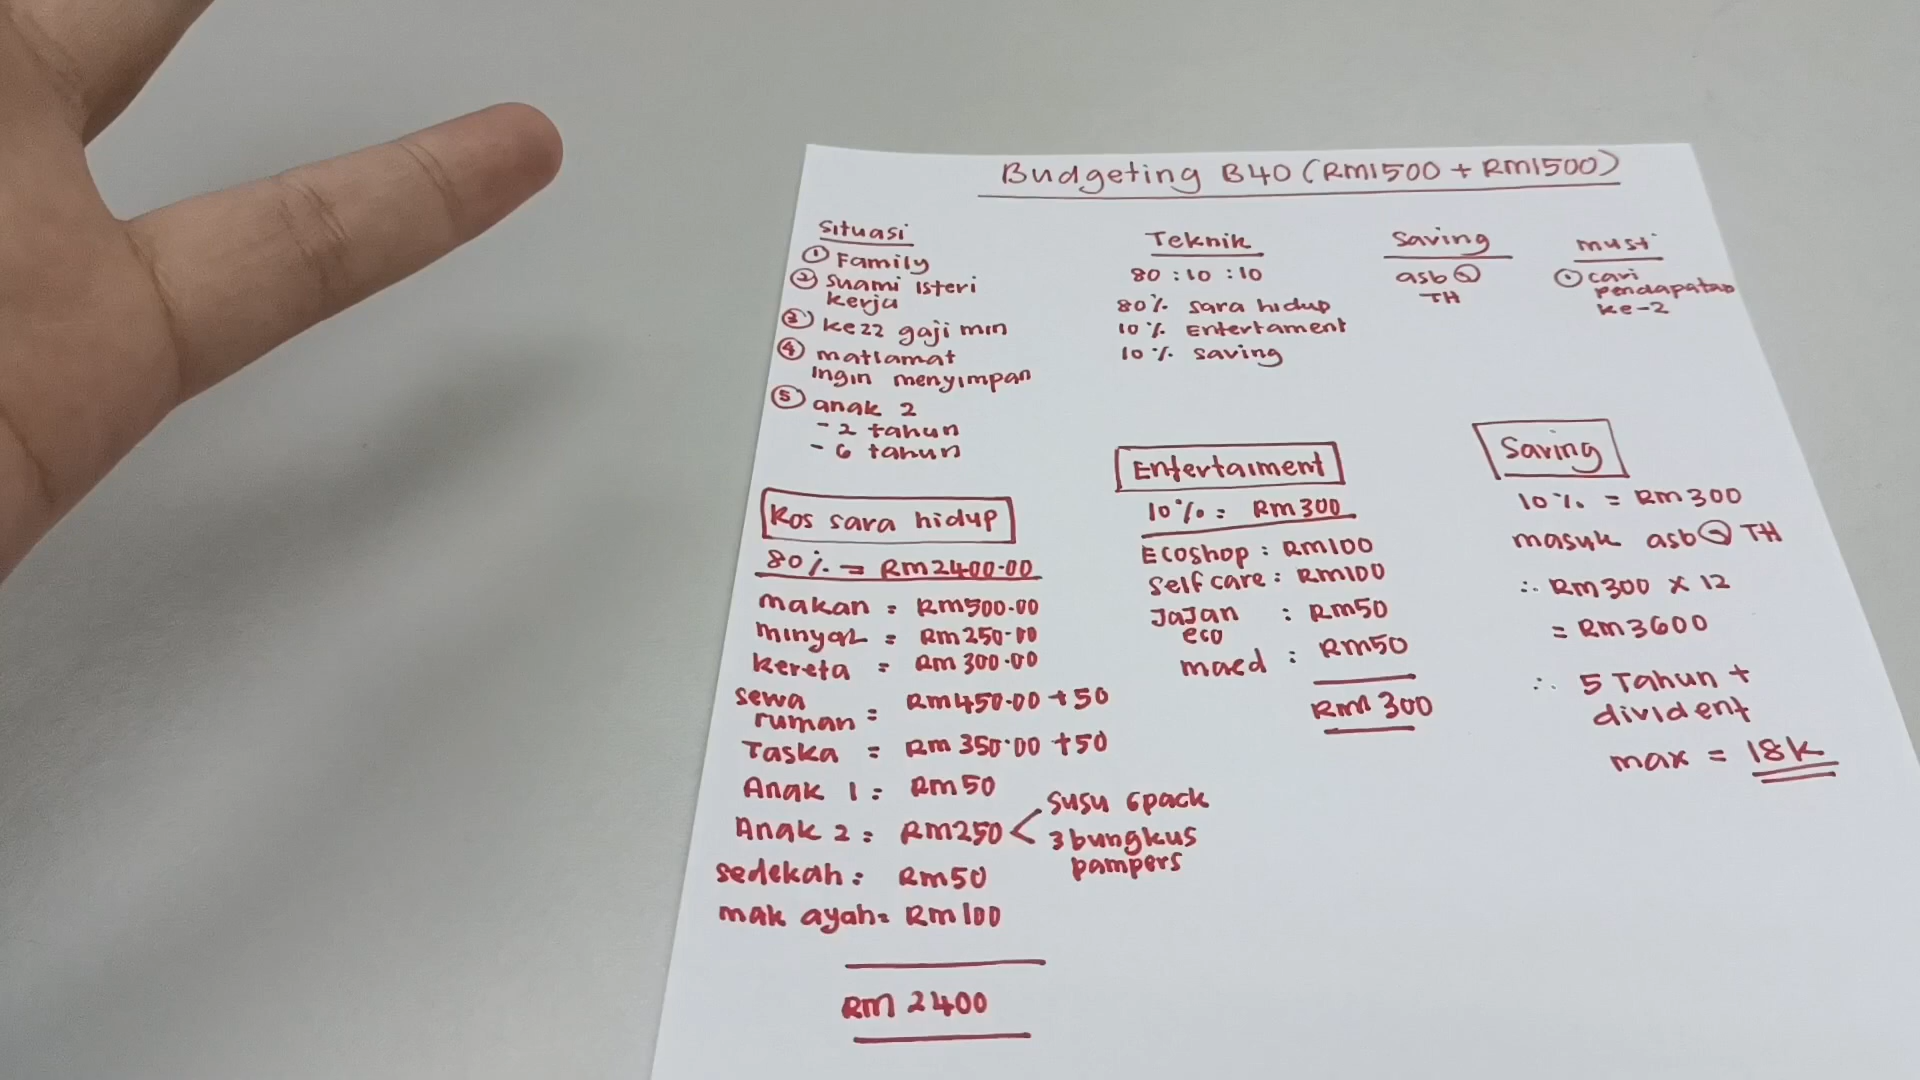 Budgeting B40 (RM1500 + RM1500)
Situasi
① Family
② Suami Isteri
kerja
③ ke22 gaji min
④ matlamat
Ingin menyimpan
⑤ anak 2
- 2 tahun
- 6 tahun
Teknik
80 : 10 : 10
80% sara hidup
10% Entertament
10% saving
Saving
asb
TH
must
① cari
pendapatan
ke-2
Kos sara hidup
80% = RM2400.00
makan = RM500.00
minyak = RM250.00
kereta = RM300.00
sewa
rumah = RM450.00 + 50
Taska = RM350.00 + 50
Anak 1 : RM50
Anak 2 : RM250 < susu 6pack
3 bungkus
pampers
sedekah : RM50
mak ayah = RM100
RM 2400
Entertaiment
10% = RM300
Ecoshop : RM100
Self care : RM100
JaJan : RM50
eco
maed : RM50
RM 300
Saving
10% = RM300
masuk asb TH
∴ RM300 x 12
= RM3600
∴ 5 Tahun +
divident
max = 18k